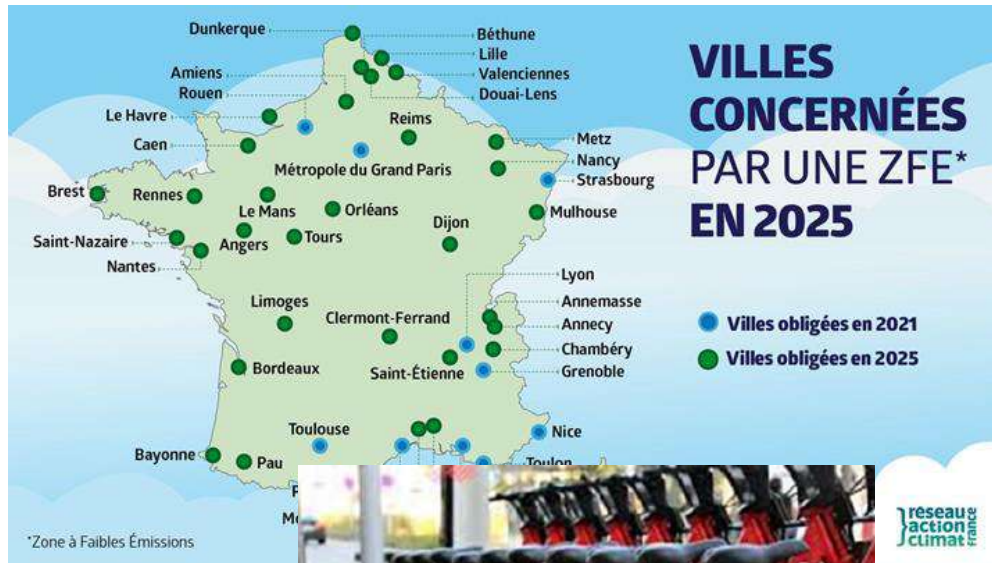 Dunkerque
Béthune
Lille
Valenciennes
Douai-Lens
Amiens
Rouen
Le Havre
Caen
Reims
Metz
Nancy
Strasbourg
Métropole du Grand Paris
Brest
Rennes
Le Mans
Orléans
Mulhouse
Saint-Nazaire
Angers
Tours
Dijon
Nantes
Lyon
Annemasse
Limoges
Clermont-Ferrand
Annecy
Chambéry
Bordeaux
Saint-Étienne
Grenoble
Toulouse
Nice
Bayonne
Pau
Toulon
VILLES
CONCERNÉES
PAR UNE ZFE*
EN 2025
Villes obligées en 2021
Villes obligées en 2025
*Zone à Faibles Émissions
réseau
action
climat
france